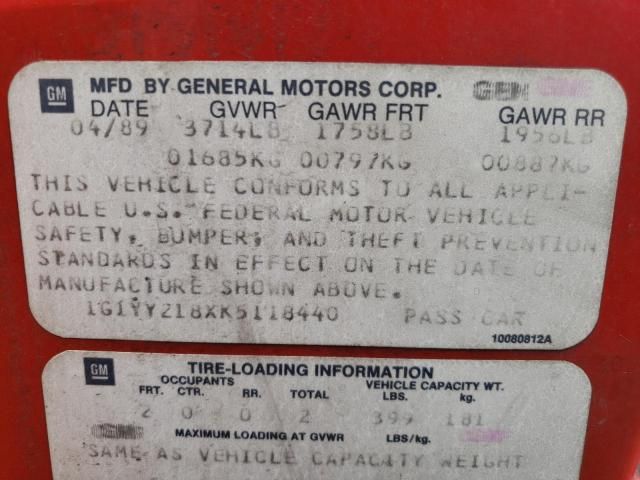 GM MFD BY GENERAL MOTORS CORP. GEN GME
DATE GVWR GAWR FRT GAWR RR
04/89 3714LB 1758LB 1956LB
01685KG 00797KG 00887KG
THIS VEHICLE CONFORMS TO ALL APPLI-
CABLE U.S. FEDERAL MOTOR VEHICLE
SAFETY, BUMPER, AND THEFT PREVENTION
STANDARDS IN EFFECT ON THE DATE OF
MANUFACTURE SHOWN ABOVE.
1G1YY218XK5118440 PASS CAR
10080812A
GM TIRE-LOADING INFORMATION
OCCUPANTS VEHICLE CAPACITY WT.
FRT. CTR. RR. TOTAL LBS. kg.
2 0 0 2 399 181
MAXIMUM LOADING AT GVWR LBS/kg.
SAME AS VEHICLE CAPACITY WEIGHT